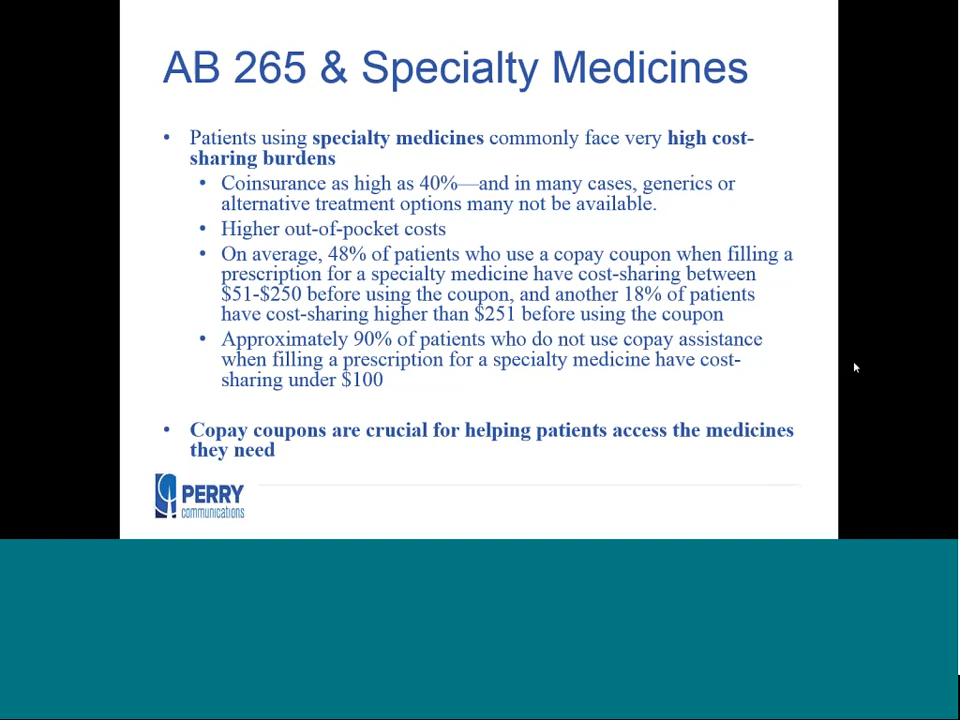 AB 265 & Specialty Medicines
• Patients using specialty medicines commonly face very high cost-
sharing burdens
• Coinsurance as high as 40%—and in many cases, generics or
alternative treatment options many not be available.
• Higher out-of-pocket costs
• On average, 48% of patients who use a copay coupon when filling a
prescription for a specialty medicine have cost-sharing between
$51-$250 before using the coupon, and another 18% of patients
have cost-sharing higher than $251 before using the coupon
• Approximately 90% of patients who do not use copay assistance
when filling a prescription for a specialty medicine have cost-
sharing under $100
• Copay coupons are crucial for helping patients access the medicines
they need
PERRY
communications